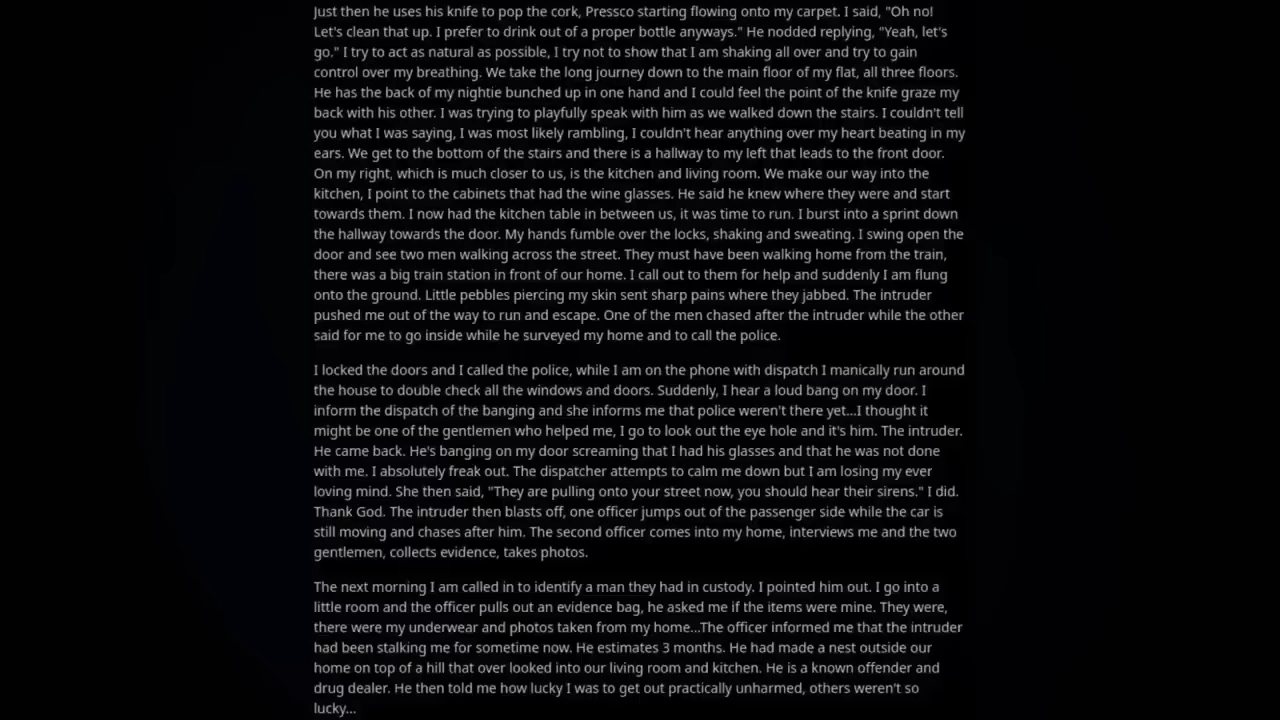 Just then he uses his knife to pop the cork, Pressco starting flowing onto my carpet. I said, "Oh no!
Let's clean that up. I prefer to drink out of a proper bottle anyways." He nodded replying, "Yeah, let's
go." I try to act as natural as possible, I try not to show that I am shaking all over and try to gain
control over my breathing. We take the long journey down to the main floor of my flat, all three floors.
He has the back of my nightie bunched up in one hand and I could feel the point of the knife graze my
back with his other. I was trying to playfully speak with him as we walked down the stairs. I couldn't tell
you what I was saying, I was most likely rambling, I couldn't hear anything over my heart beating in my
ears. We get to the bottom of the stairs and there is a hallway to my left that leads to the front door.
On my right, which is much closer to us, is the kitchen and living room. We make our way into the
kitchen, I point to the cabinets that had the wine glasses. He said he knew where they were and start
towards them. I now had the kitchen table in between us, it was time to run. I burst into a sprint down
the hallway towards the door. My hands fumble over the locks, shaking and sweating. I swing open the
door and see two men walking across the street. They must have been walking home from the train,
there was a big train station in front of our home. I call out to them for help and suddenly I am flung
onto the ground. Little pebbles piercing my skin sent sharp pains where they jabbed. The intruder
pushed me out of the way to run and escape. One of the men chased after the intruder while the other
said for me to go inside while he surveyed my home and to call the police.
I locked the doors and I called the police, while I am on the phone with dispatch I manically run around
the house to double check all the windows and doors. Suddenly, I hear a loud bang on my door. I
inform the dispatch of the banging and she informs me that police weren't there yet...I thought it
might be one of the gentlemen who helped me, I go to look out the eye hole and it's him. The intruder.
He came back. He's banging on my door screaming that I had his glasses and that he was not done
with me. I absolutely freak out. The dispatcher attempts to calm me down but I am losing my ever
loving mind. She then said, "They are pulling onto your street now, you should hear their sirens." I did.
Thank God. The intruder then blasts off, one officer jumps out of the passenger side while the car is
still moving and chases after him. The second officer comes into my home, interviews me and the two
gentlemen, collects evidence, takes photos.
The next morning I am called in to identify a man they had in custody. I pointed him out. I go into a
little room and the officer pulls out an evidence bag, he asked me if the items were mine. They were,
there were my underwear and photos taken from my home...The officer informed me that the intruder
had been stalking me for sometime now. He estimates 3 months. He had made a nest outside our
home on top of a hill that over looked into our living room and kitchen. He is a known offender and
drug dealer. He then told me how lucky I was to get out practically unharmed, others weren't so
lucky...